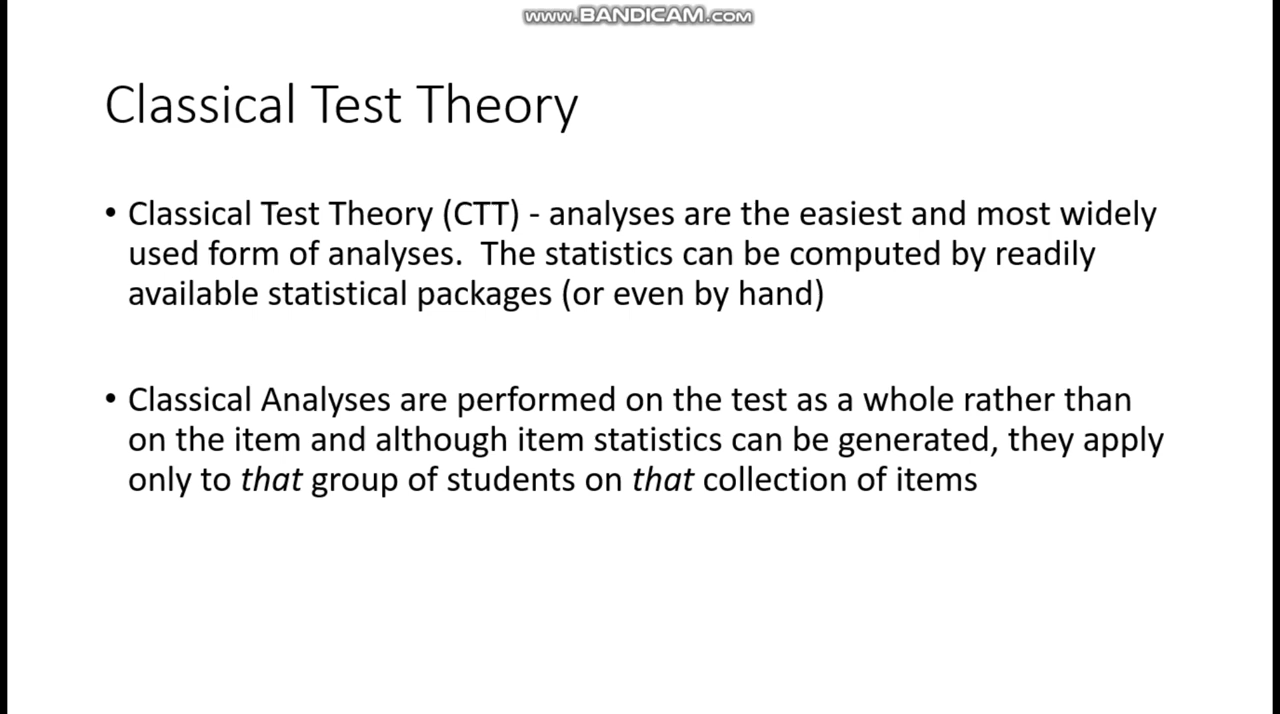 www.BANDICAM.com
Classical Test Theory
• Classical Test Theory (CTT) - analyses are the easiest and most widely
used form of analyses.  The statistics can be computed by readily
available statistical packages (or even by hand)
• Classical Analyses are performed on the test as a whole rather than
on the item and although item statistics can be generated, they apply
only to that group of students on that collection of items